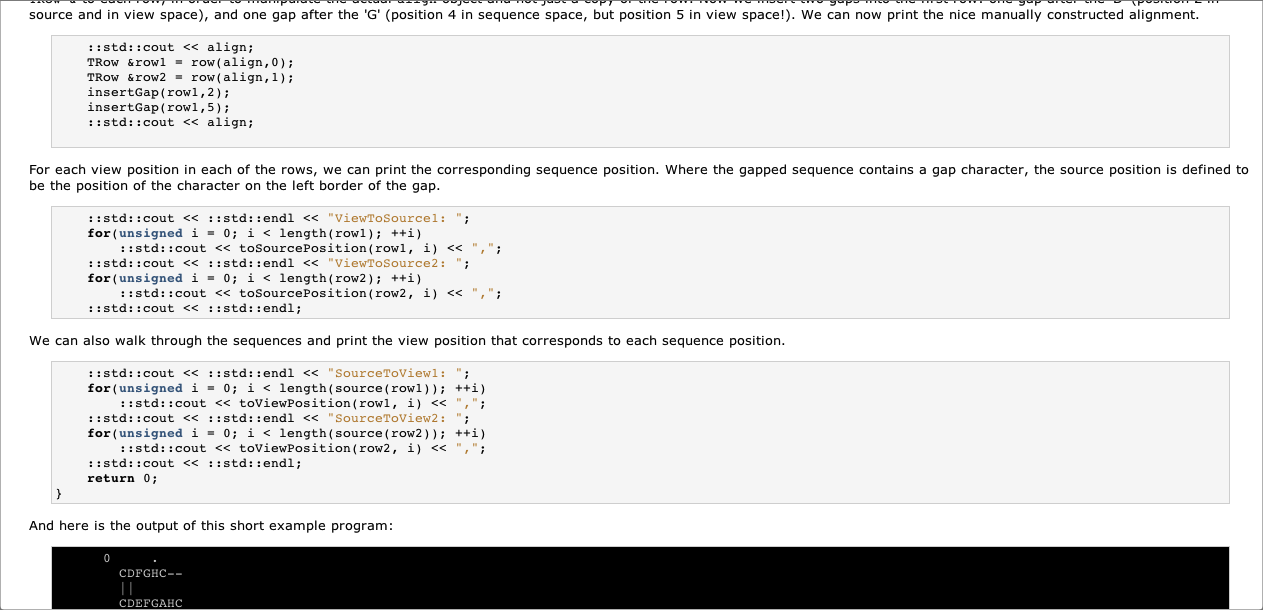 source and in view space), and one gap after the 'G' (position 4 in sequence space, but position 5 in view space!). We can now print the nice manually constructed alignment.
::std::cout << align;
TRow &row1 = row(align,0);
TRow &row2 = row(align,1);
insertGap(row1,2);
insertGap(row1,5);
::std::cout << align;
For each view position in each of the rows, we can print the corresponding sequence position. Where the gapped sequence contains a gap character, the source position is defined to
be the position of the character on the left border of the gap.
::std::cout << ::std::endl << "ViewToSource1: ";
for(unsigned i = 0; i < length(row1); ++i)
::std::cout << toSourcePosition(row1, i) << ",";
::std::cout << ::std::endl << "ViewToSource2: ";
for(unsigned i = 0; i < length(row2); ++i)
::std::cout << toSourcePosition(row2, i) << ",";
::std::cout << ::std::endl;
We can also walk through the sequences and print the view position that corresponds to each sequence position.
::std::cout << ::std::endl << "SourceToView1: ";
for(unsigned i = 0; i < length(source(row1)); ++i)
::std::cout << toViewPosition(row1, i) << ",";
::std::cout << ::std::endl << "SourceToView2: ";
for(unsigned i = 0; i < length(source(row2)); ++i)
::std::cout << toViewPosition(row2, i) << ",";
::std::cout << ::std::endl;
return 0;
}
And here is the output of this short example program:
0     .
CDFGHC--
||
CDEFGAHC